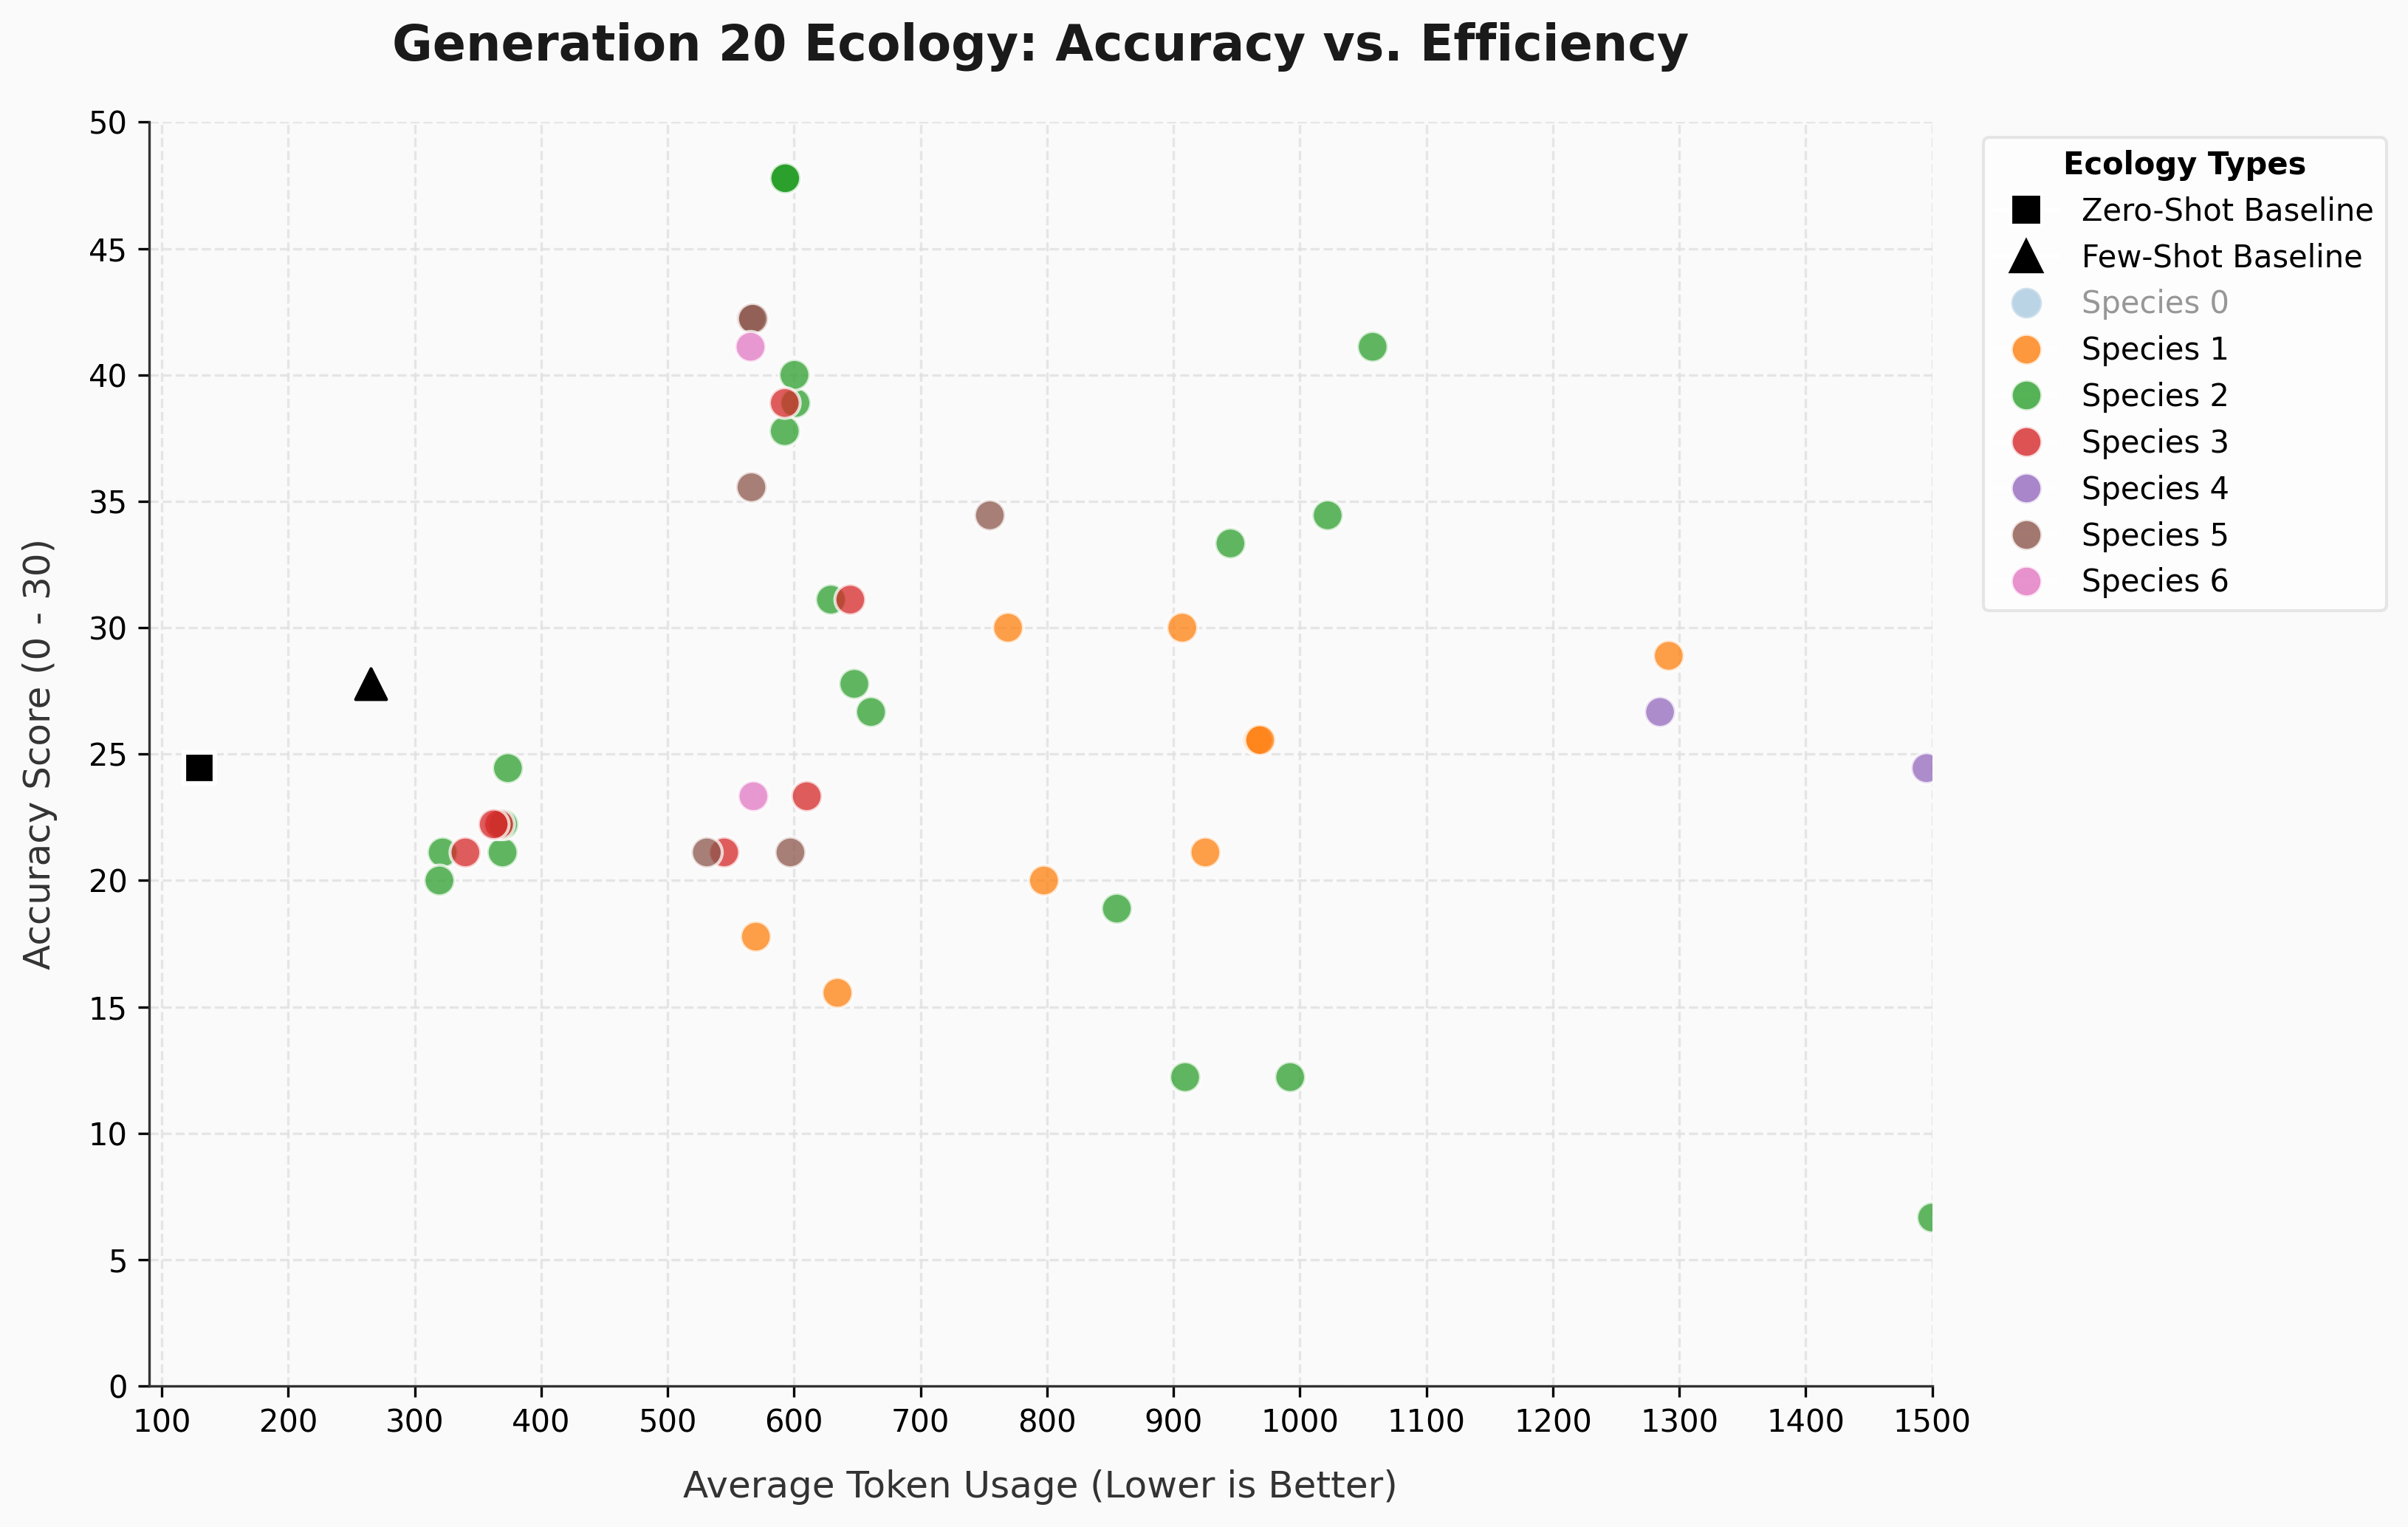 Generation 20 Ecology: Accuracy vs. Efficiency
50
45
40
35
30
25
20
15
10
5
0
Accuracy Score (0 - 30)
100 200 300 400 500 600 700 800 900 1000 1100 1200 1300 1400 1500
Average Token Usage (Lower is Better)
Ecology Types
Zero-Shot Baseline
Few-Shot Baseline
Species 0
Species 1
Species 2
Species 3
Species 4
Species 5
Species 6